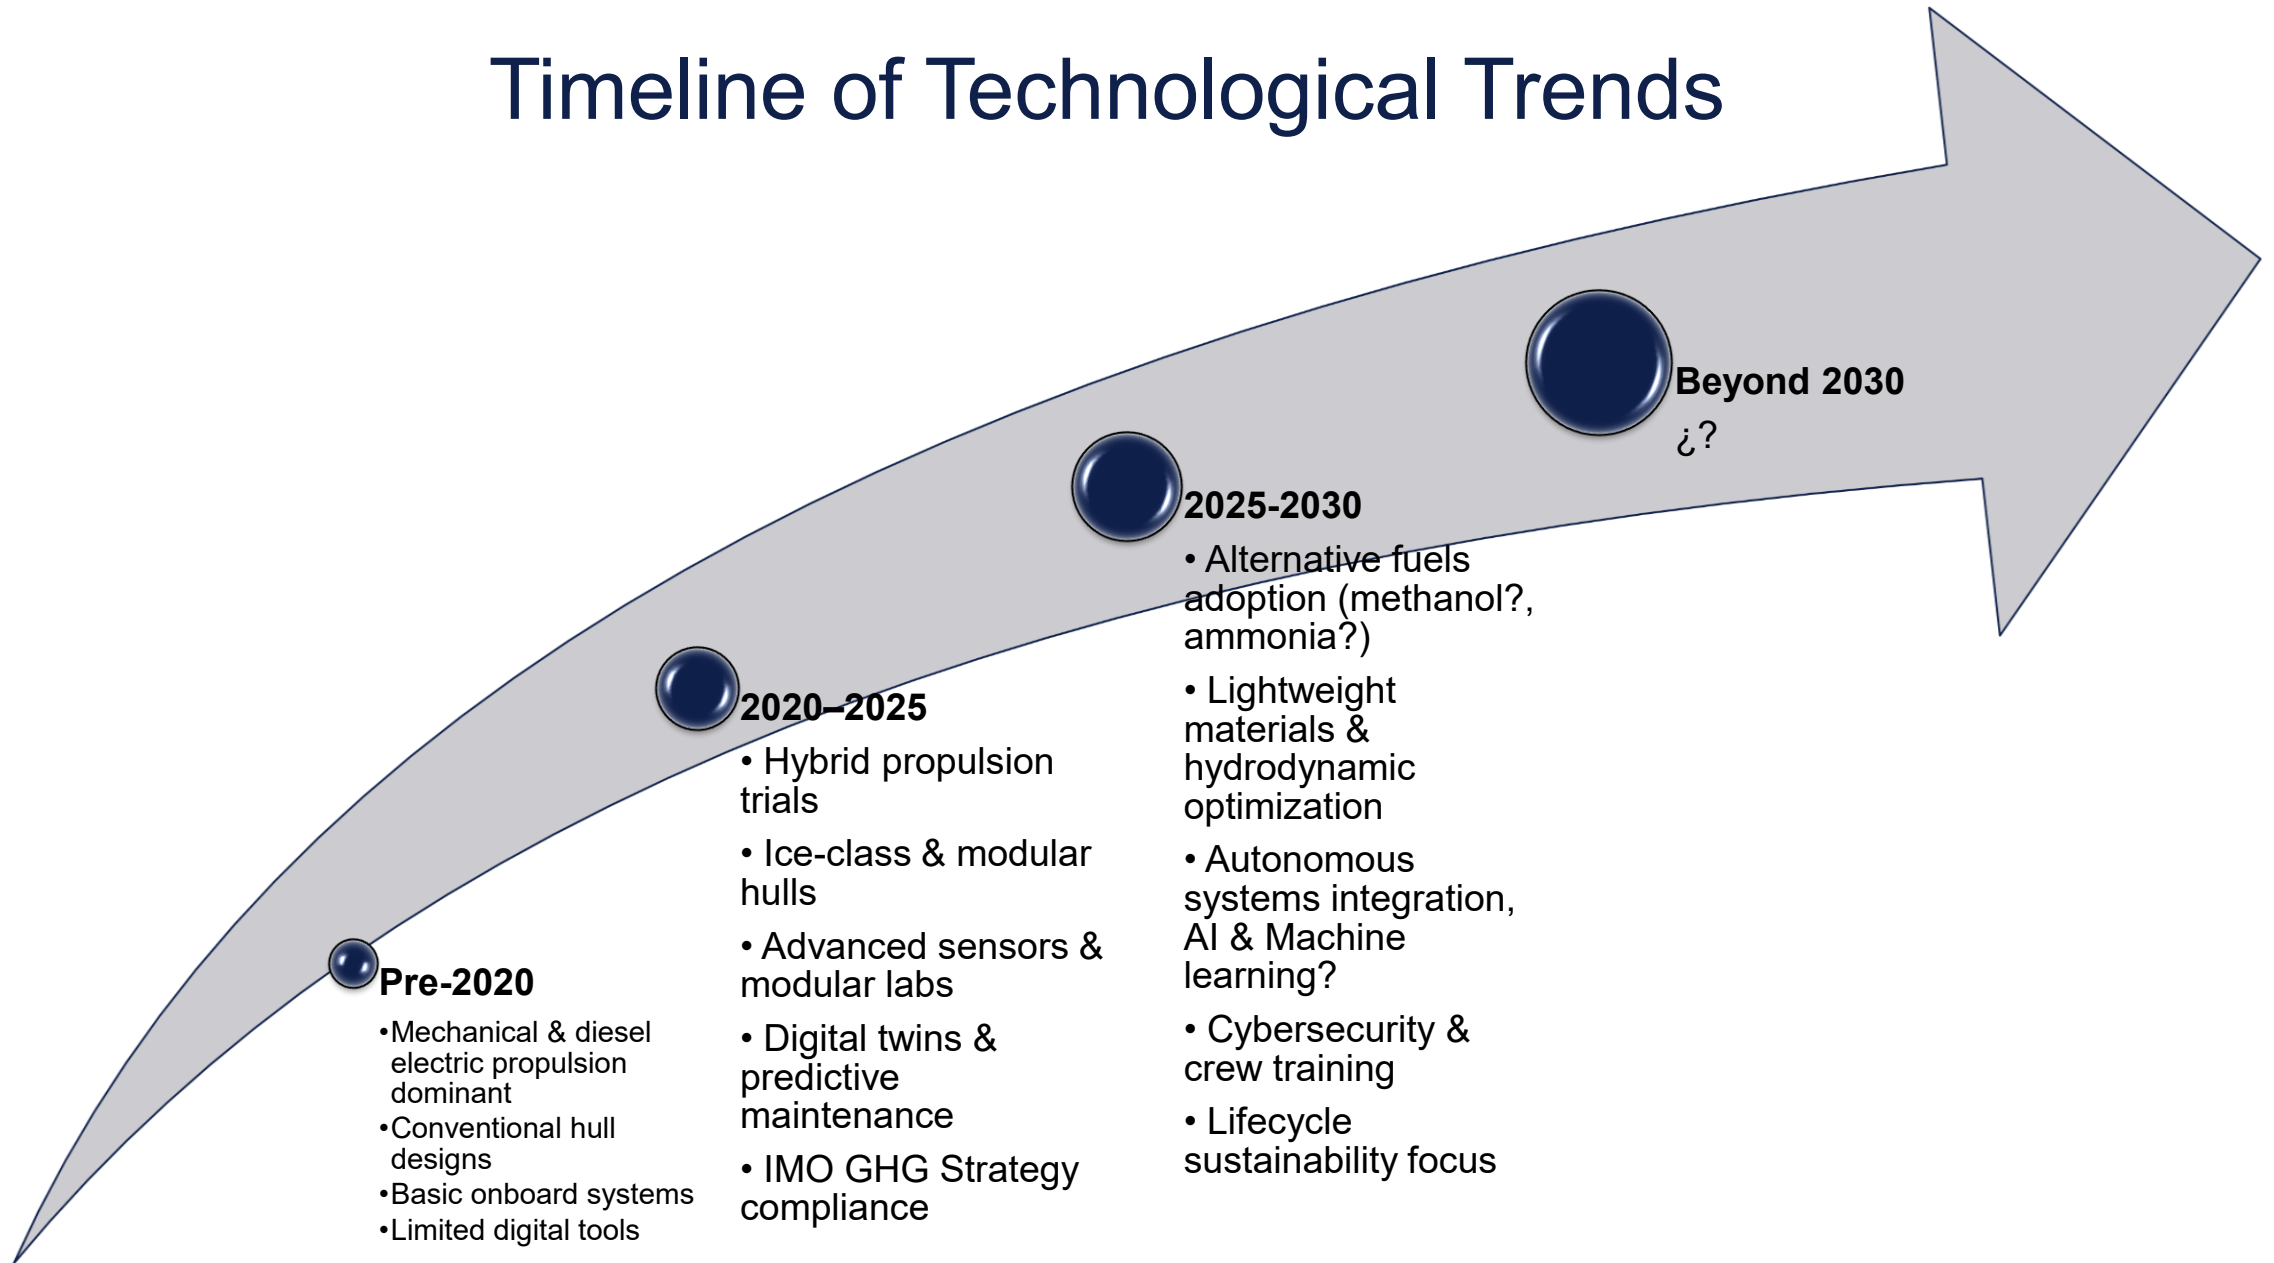 Timeline of Technological Trends
Pre-2020
•Mechanical & diesel
electric propulsion
dominant
•Conventional hull
designs
•Basic onboard systems
•Limited digital tools
2020–2025
• Hybrid propulsion
trials
• Ice-class & modular
hulls
• Advanced sensors &
modular labs
• Digital twins &
predictive
maintenance
• IMO GHG Strategy
compliance
2025-2030
• Alternative fuels
adoption (methanol?,
ammonia?)
• Lightweight
materials &
hydrodynamic
optimization
• Autonomous
systems integration,
AI & Machine
learning?
• Cybersecurity &
crew training
• Lifecycle
sustainability focus
Beyond 2030
¿?